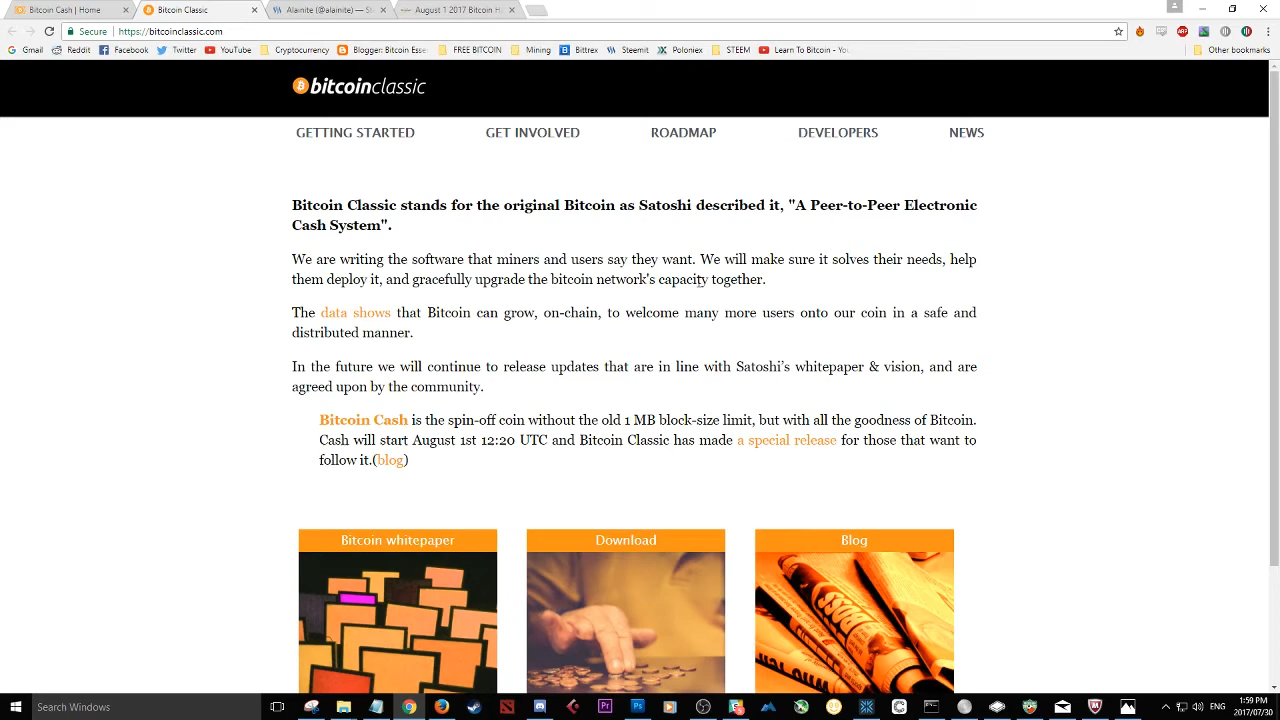 Bitcoin Cash | Home
Bitcoin Classic
Alainite (@alainite) — St
August 1 2017 Bitcoin H
Secure
https://bitcoinclassic.com
Gmail
Reddit
Facebook
Twitter
YouTube
Cryptocurrency
Blogger: Bitcoin Esse
FREE BITCOIN
Mining
Bittrex
Steemit
Poloniex
STEEM
Learn To Bitcoin - You
Other bookmarks
bitcoinclassic
GETTING STARTED
GET INVOLVED
ROADMAP
DEVELOPERS
NEWS
Bitcoin Classic stands for the original Bitcoin as Satoshi described it, "A Peer-to-Peer Electronic
Cash System".
We are writing the software that miners and users say they want. We will make sure it solves their needs, help
them deploy it, and gracefully upgrade the bitcoin network's capacity together.
The data shows that Bitcoin can grow, on-chain, to welcome many more users onto our coin in a safe and
distributed manner.
In the future we will continue to release updates that are in line with Satoshi's whitepaper & vision, and are
agreed upon by the community.
Bitcoin Cash is the spin-off coin without the old 1 MB block-size limit, but with all the goodness of Bitcoin.
Cash will start August 1st 12:20 UTC and Bitcoin Classic has made a special release for those that want to
follow it.(blog)
Bitcoin whitepaper
Download
Blog
Search Windows
ENG
1:59 PM
2017/07/30